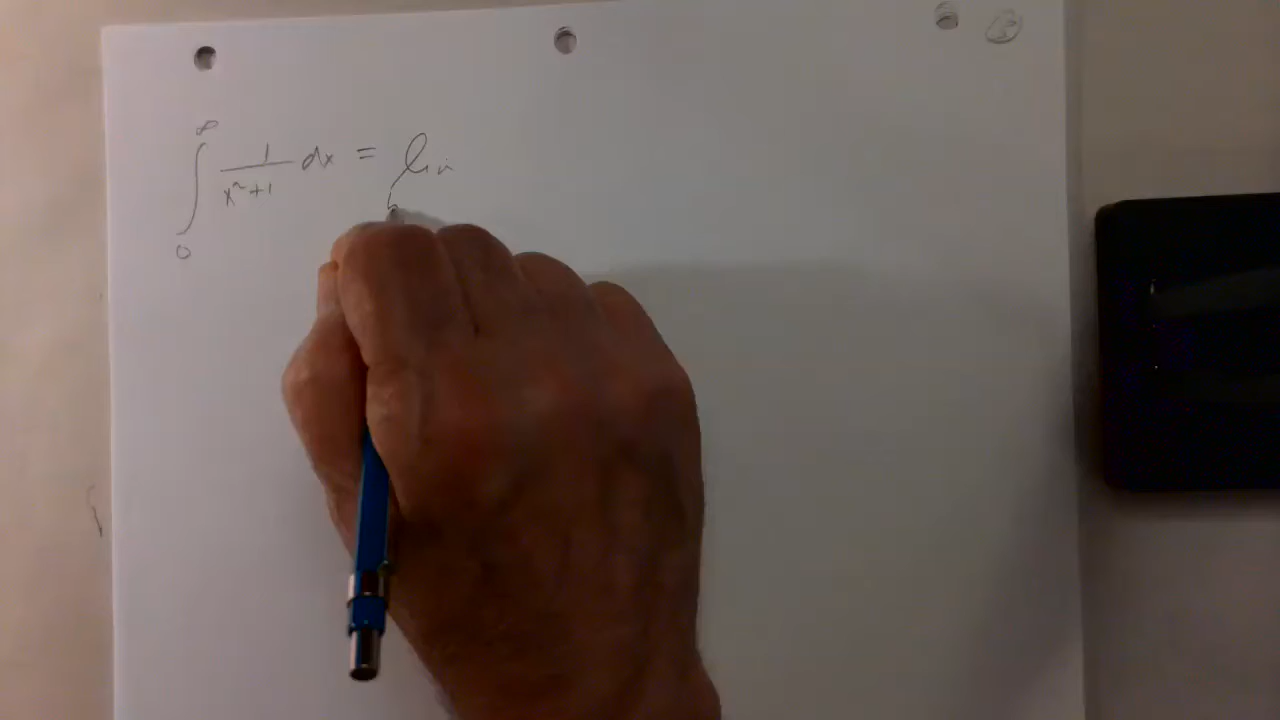 ∫₀^∞ 1/(x²+1) dx = lim
b